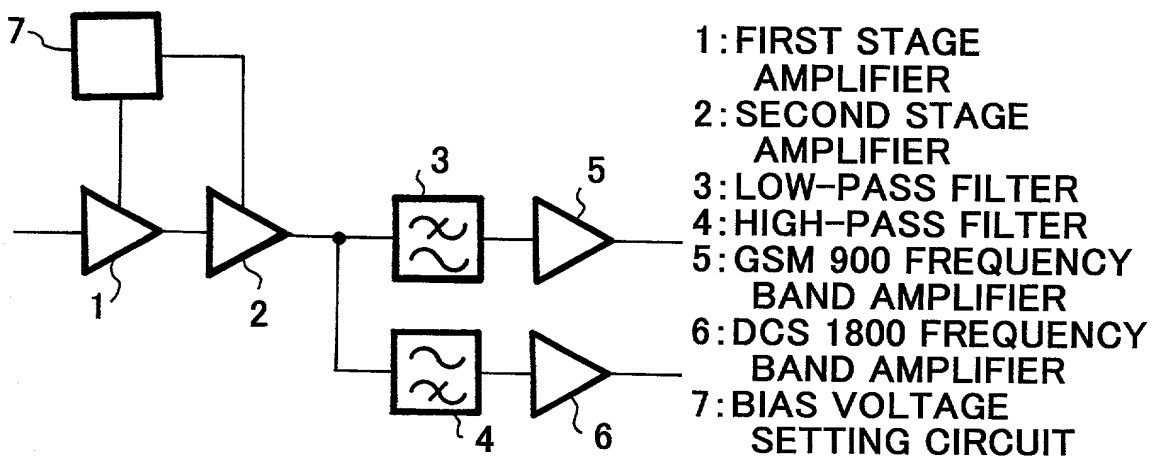 7
1
2
3
4
5
6
1:FIRST STAGE
AMPLIFIER
2:SECOND STAGE
AMPLIFIER
3:LOW-PASS FILTER
4:HIGH-PASS FILTER
5:GSM 900 FREQUENCY
BAND AMPLIFIER
6:DCS 1800 FREQUENCY
BAND AMPLIFIER
7:BIAS VOLTAGE
SETTING CIRCUIT